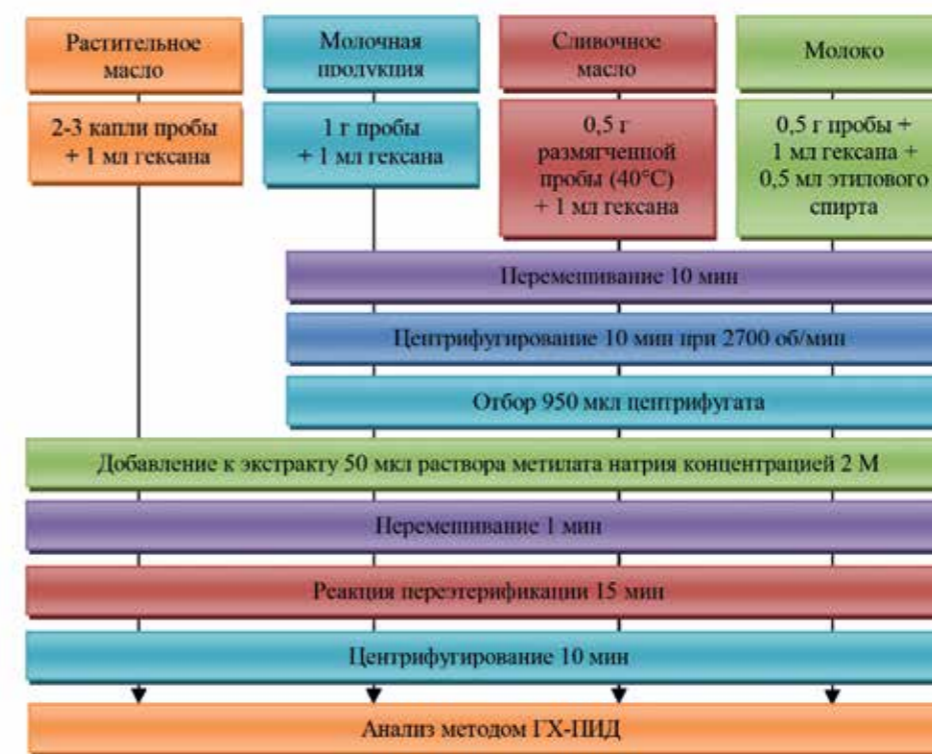 Растительное
масло
Молочная
продукция
Сливочное
масло
Молоко
2-3 капли пробы
+ 1 мл гексана
1 г пробы
+ 1 мл гексана
0,5 г
размягченной
пробы (40°C)
+ 1 мл гексана
0,5 г пробы +
1 мл гексана +
0,5 мл этилового
спирта
Перемешивание 10 мин
Центрифугирование 10 мин при 2700 об/мин
Отбор 950 мкл центрифугата
Добавление к экстракту 50 мкл раствора метилата натрия концентрацией 2 М
Перемешивание 1 мин
Реакция переэтерификации 15 мин
Центрифугирование 10 мин
Анализ методом ГХ-ПИД